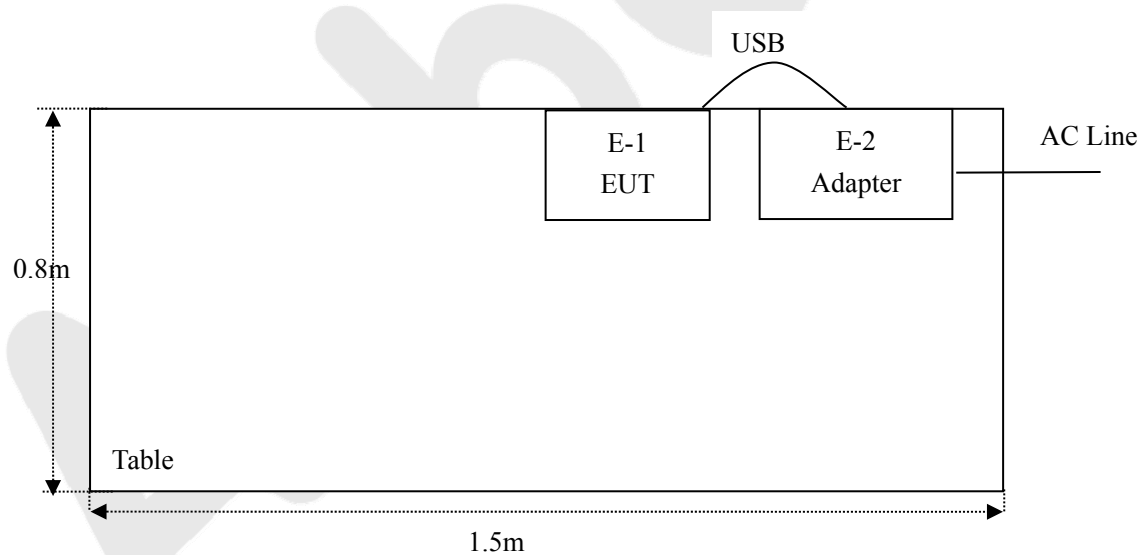 USB
E-1
EUT
E-2
Adapter
AC Line
0.8m
Table
1.5m